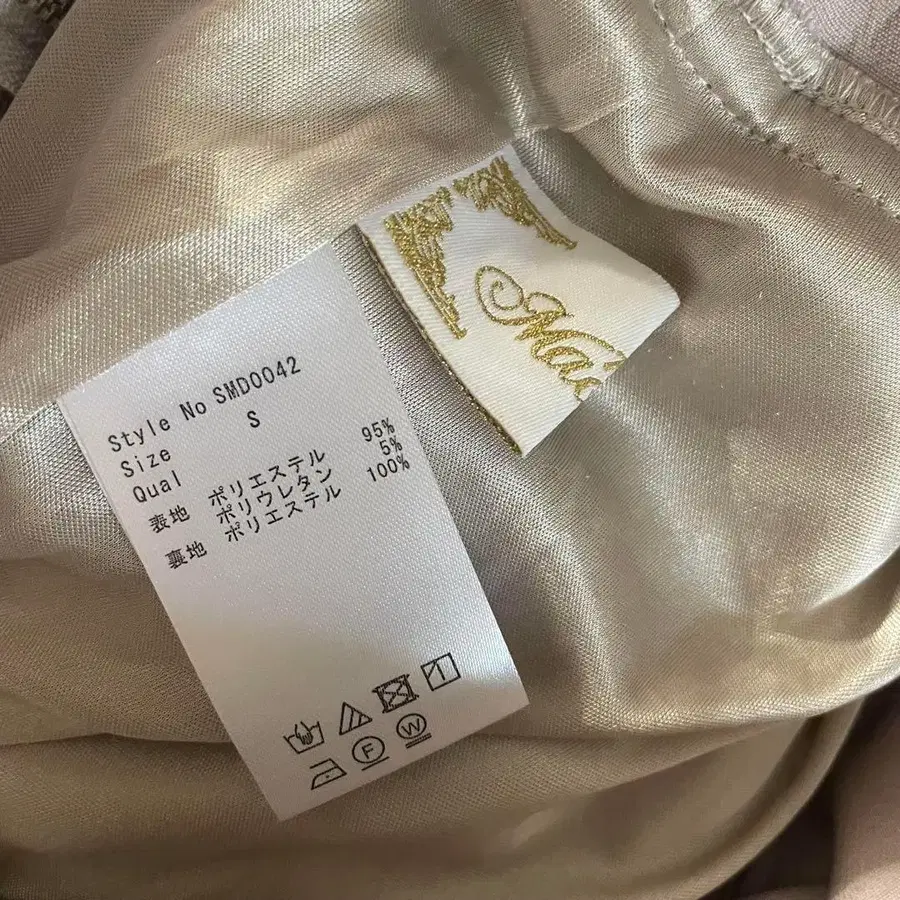 Style No SMD0042
Size S
Qual
表地 ポリエステル 95%
ポリウレタン 5%
裏地 ポリエステル 100%
F
W